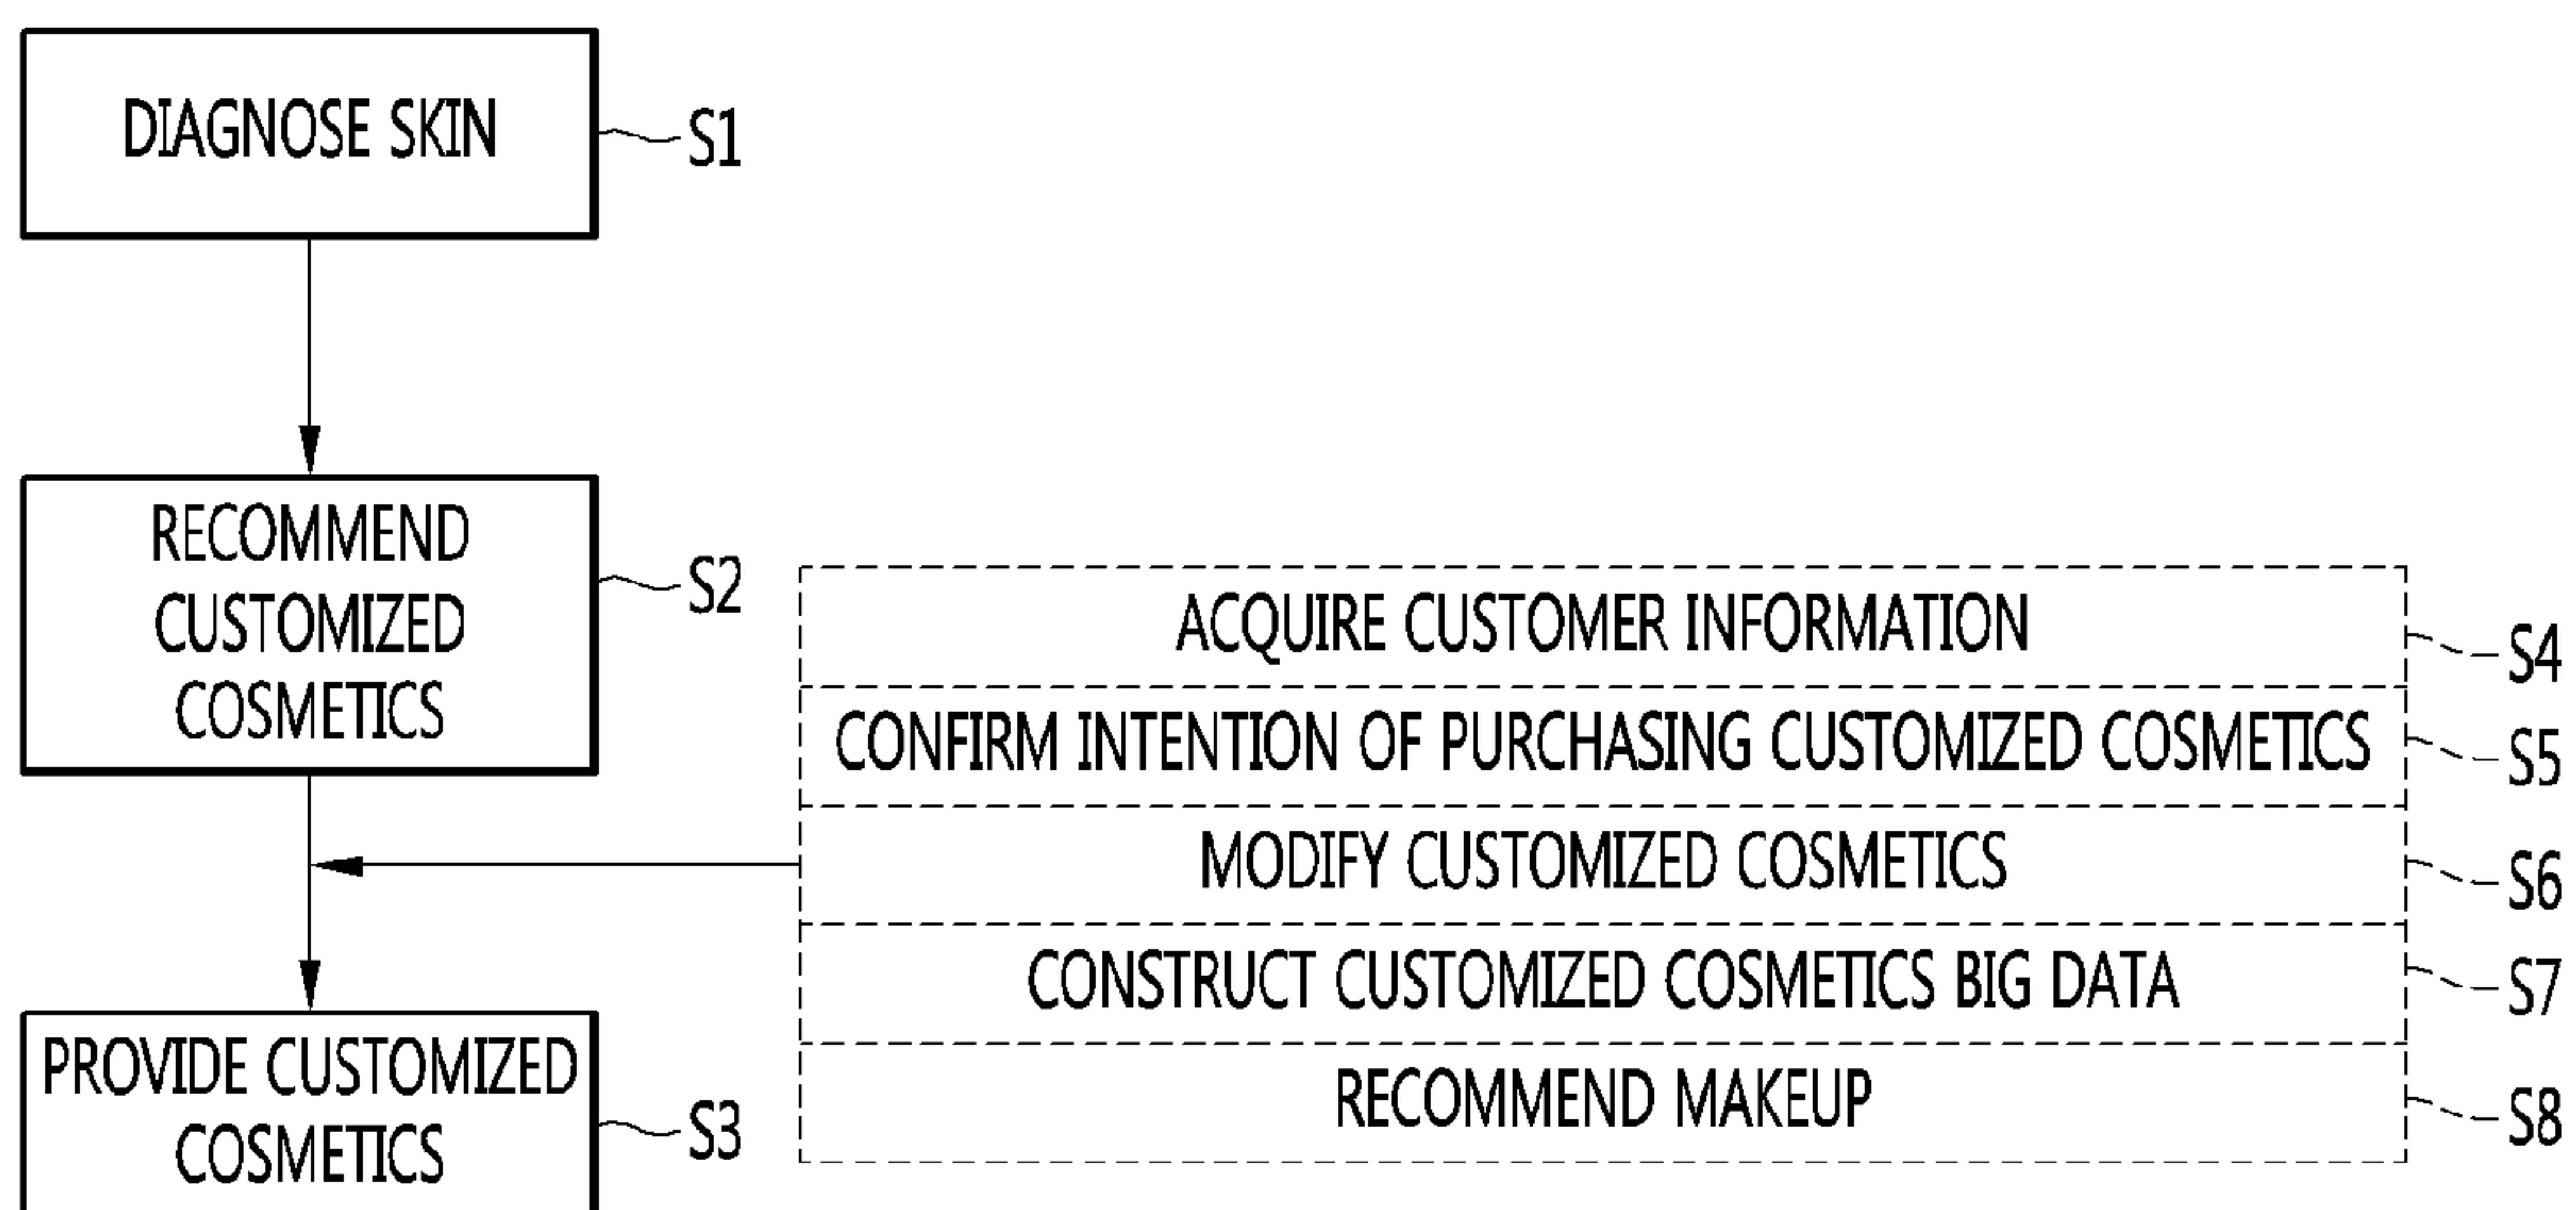 DIAGNOSE SKIN
S1
RECOMMEND
CUSTOMIZED
COSMETICS
S2
ACQUIRE CUSTOMER INFORMATION
S4
CONFIRM INTENTION OF PURCHASING CUSTOMIZED COSMETICS
S5
MODIFY CUSTOMIZED COSMETICS
S6
CONSTRUCT CUSTOMIZED COSMETICS BIG DATA
S7
RECOMMEND MAKEUP
S8
PROVIDE CUSTOMIZED
COSMETICS
S3